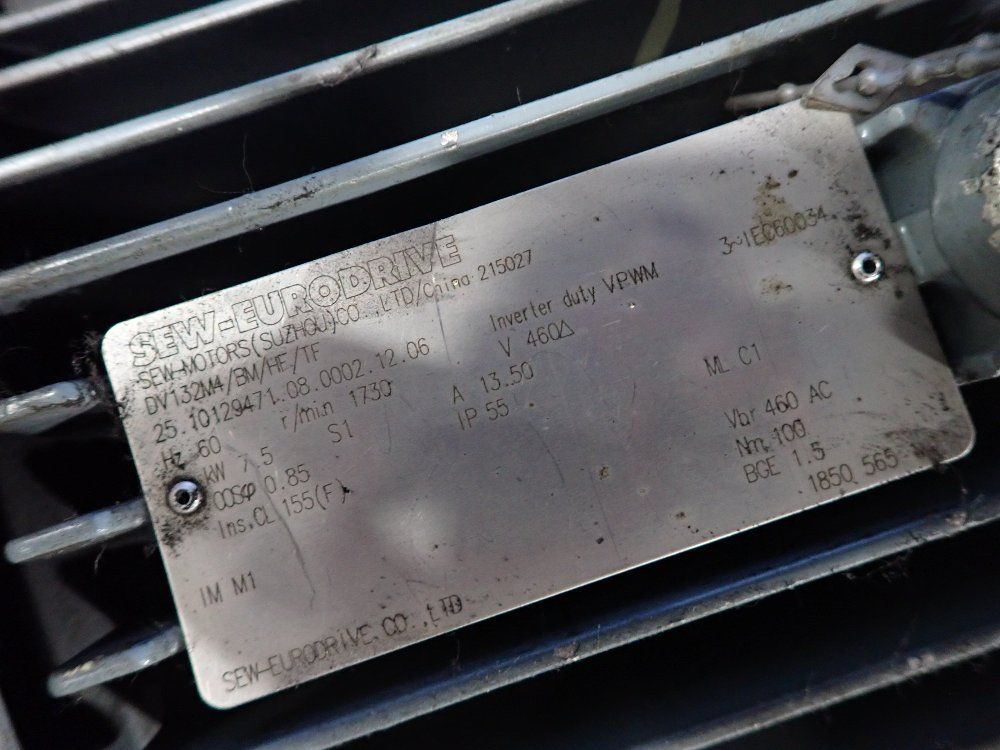 SEW-EURODRIVE
SEW-MOTORS(SUZHOU)CO.,LTD/China 215027
DV132M4/BM/HF/TF 3~IEC60034
25.10129471.08.0002.12.06 Inverter duty VPWM
Hz 60 r/min 1730 V 460Δ
kW 7,5 S1 A 13.50 ML C1
cosφ 0.85 IP 55
Ins.CL 155(F) Vbr 460 AC
Nm 100
IM M1 BGE 1.5
1850 565
SEW-EURODRIVE CO.,LTD